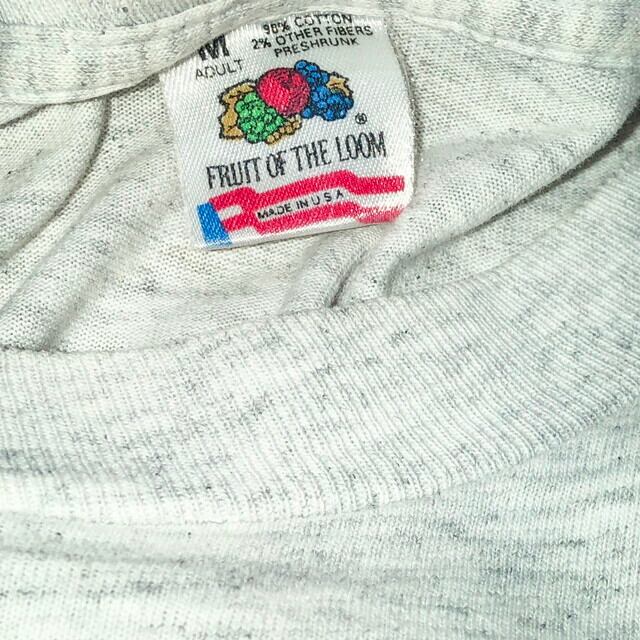 M
ADULT
98% COTTON
2% OTHER FIBERS
PRESHRUNK
®
FRUIT OF THE LOOM
MADE IN U S A